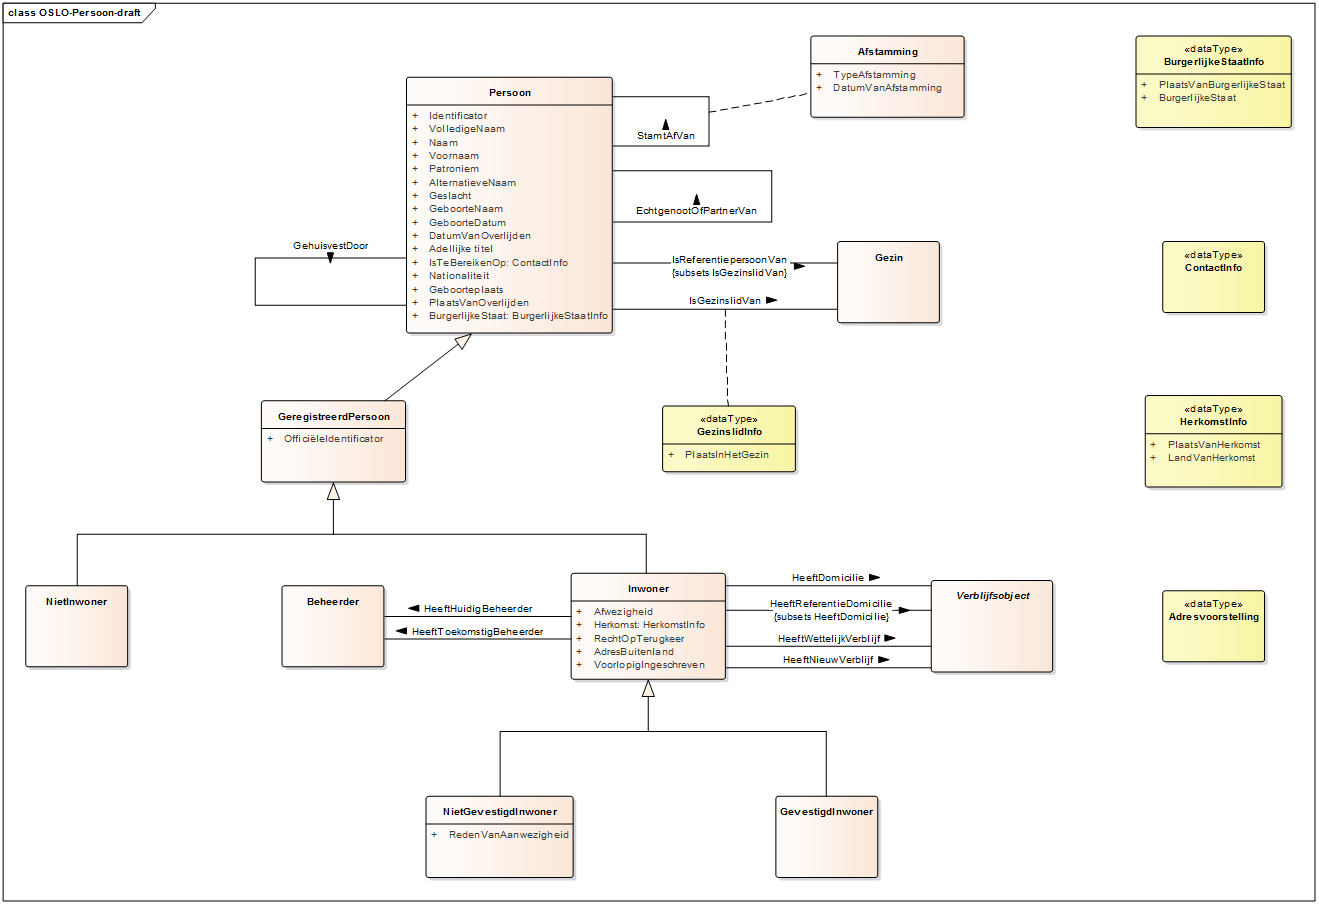 class OSLO-Persoon-draft
Afstamming
+ TypeAfstamming
+ DatumVanAfstamming
«dataType»
BurgerlijkeStaatInfo
+ PlaatsVanBurgerlijkeStaat
+ BurgerlijkeStaat
Persoon
+ Identificator
+ VolledigeNaam
+ Naam
+ Voornaam
+ Patroniem
+ AlternatieveNaam
+ Geslacht
+ GeboorteNaam
+ GeboorteDatum
+ DatumVanOverlijden
+ Adellijke titel
+ IsTeBereikenOp: ContactInfo
+ Nationaliteit
+ Geboorteplaats
+ PlaatsVanOverlijden
+ BurgerlijkeStaat: BurgerlijkeStaatInfo
StamtAfVan
EchtgenootOfPartnerVan
GehuisvestDoor
IsReferentiepersoonVan
{subsets IsGezinslidVan}
IsGezinslidVan
Gezin
«dataType»
ContactInfo
GeregistreerdPersoon
+ OfficiëleIdentificator
«dataType»
GezinslidInfo
+ PlaatsInHetGezin
«dataType»
HerkomstInfo
+ PlaatsVanHerkomst
+ LandVanHerkomst
NietInwoner
Beheerder
HeeftHuidigBeheerder
HeeftToekomstigBeheerder
Inwoner
+ Afwezigheid
+ Herkomst: HerkomstInfo
+ RechtOpTerugkeer
+ AdresBuitenland
+ VoorlopigIngeschreven
HeeftDomicilie
HeeftReferentieDomicilie
{subsets HeeftDomicilie}
HeeftWettelijkVerblijf
HeeftNieuwVerblijf
Verblijfsobject
«dataType»
Adresvoorstelling
NietGevestigdInwoner
+ RedenVanAanwezigheid
GevestigdInwoner